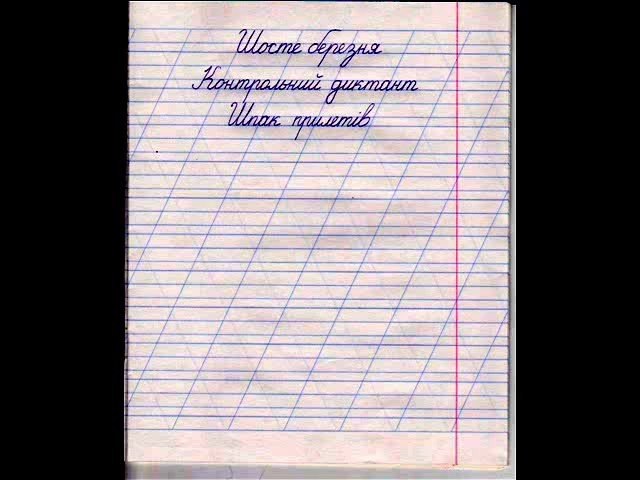 Шосте березня
Контрольний диктант
Шпак прилетів